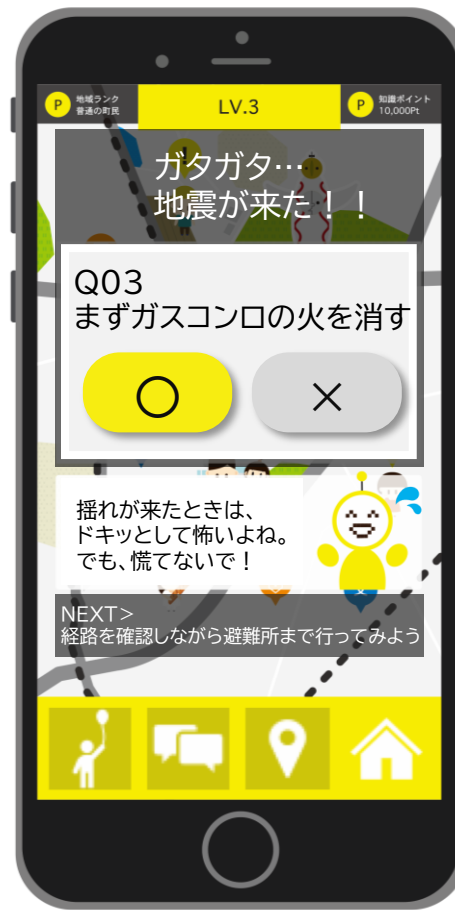 P
地域ランク
普通の町民
LV.3
P
知識ポイント
10,000Pt
ガタガタ…
地震が来た！！
Q03
まずガスコンロの火を消す
○
×
揺れが来たときは、
ドキッとして怖いよね。
でも、慌てないで！
NEXT>
経路を確認しながら避難所まで行ってみよう